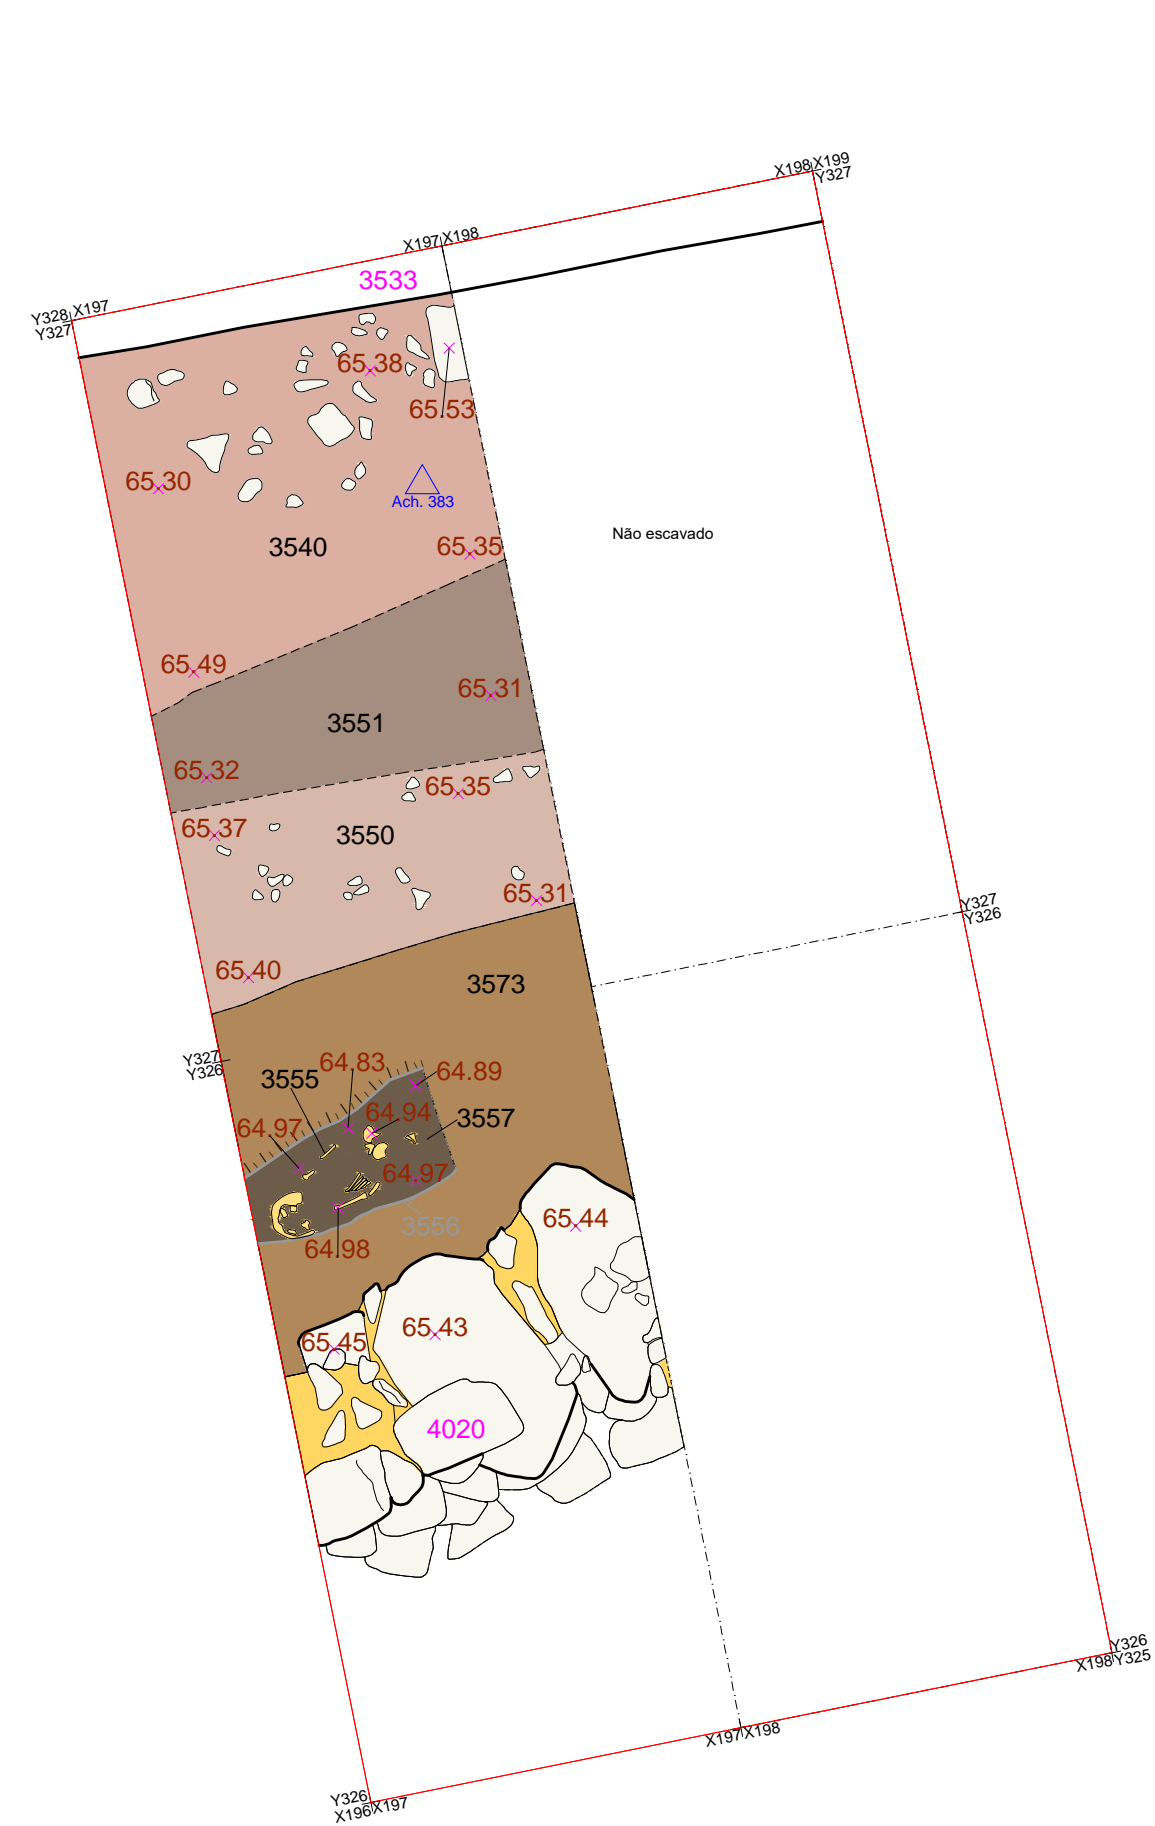 X198 X199
Y327
X197 X198
3533
Y328 X197
Y327
65.38
65.53
65.30
Ach. 383
Não escavado
3540
65.35
65.49
65.31
3551
65.32
65.35
65.37
3550
65.31
Y327
Y326
65.40
3573
Y327
Y326
64.83
3555
64.89
64.94
3557
64.97
64.97
65.44
3556
64.98
65.43
65.45
4020
Y326
X198 Y325
X197 X198
Y326
X196 X197